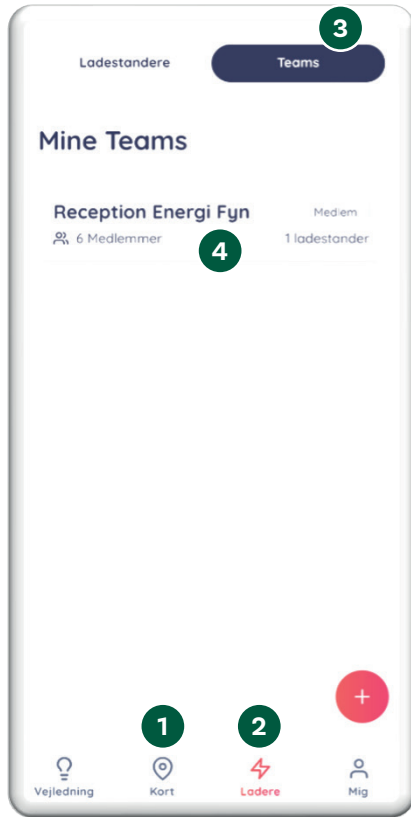 3
Ladestandere Teams
Mine Teams
Reception Energi Fyn Medlem
6 Medlemmer 1 ladestander
4
+
1 2
Vejledning Kort Ladere Mig